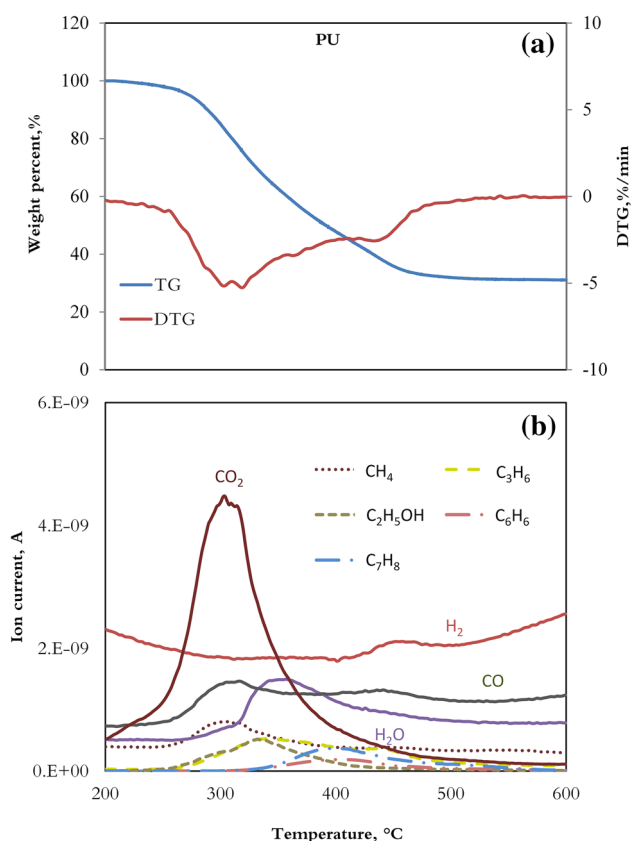 PU
(a)
120
100
80
60
40
20
0
Weight percent,%
10
5
0
-5
-10
DTG,%/min
TG
DTG
(b)
6.E-09
4.E-09
2.E-09
0.E+00
Ion current, A
CO2
CH4
C3H6
C2H5OH
C6H6
C7H8
H2
CO
H2O
200
300
400
500
600
Temperature, °C